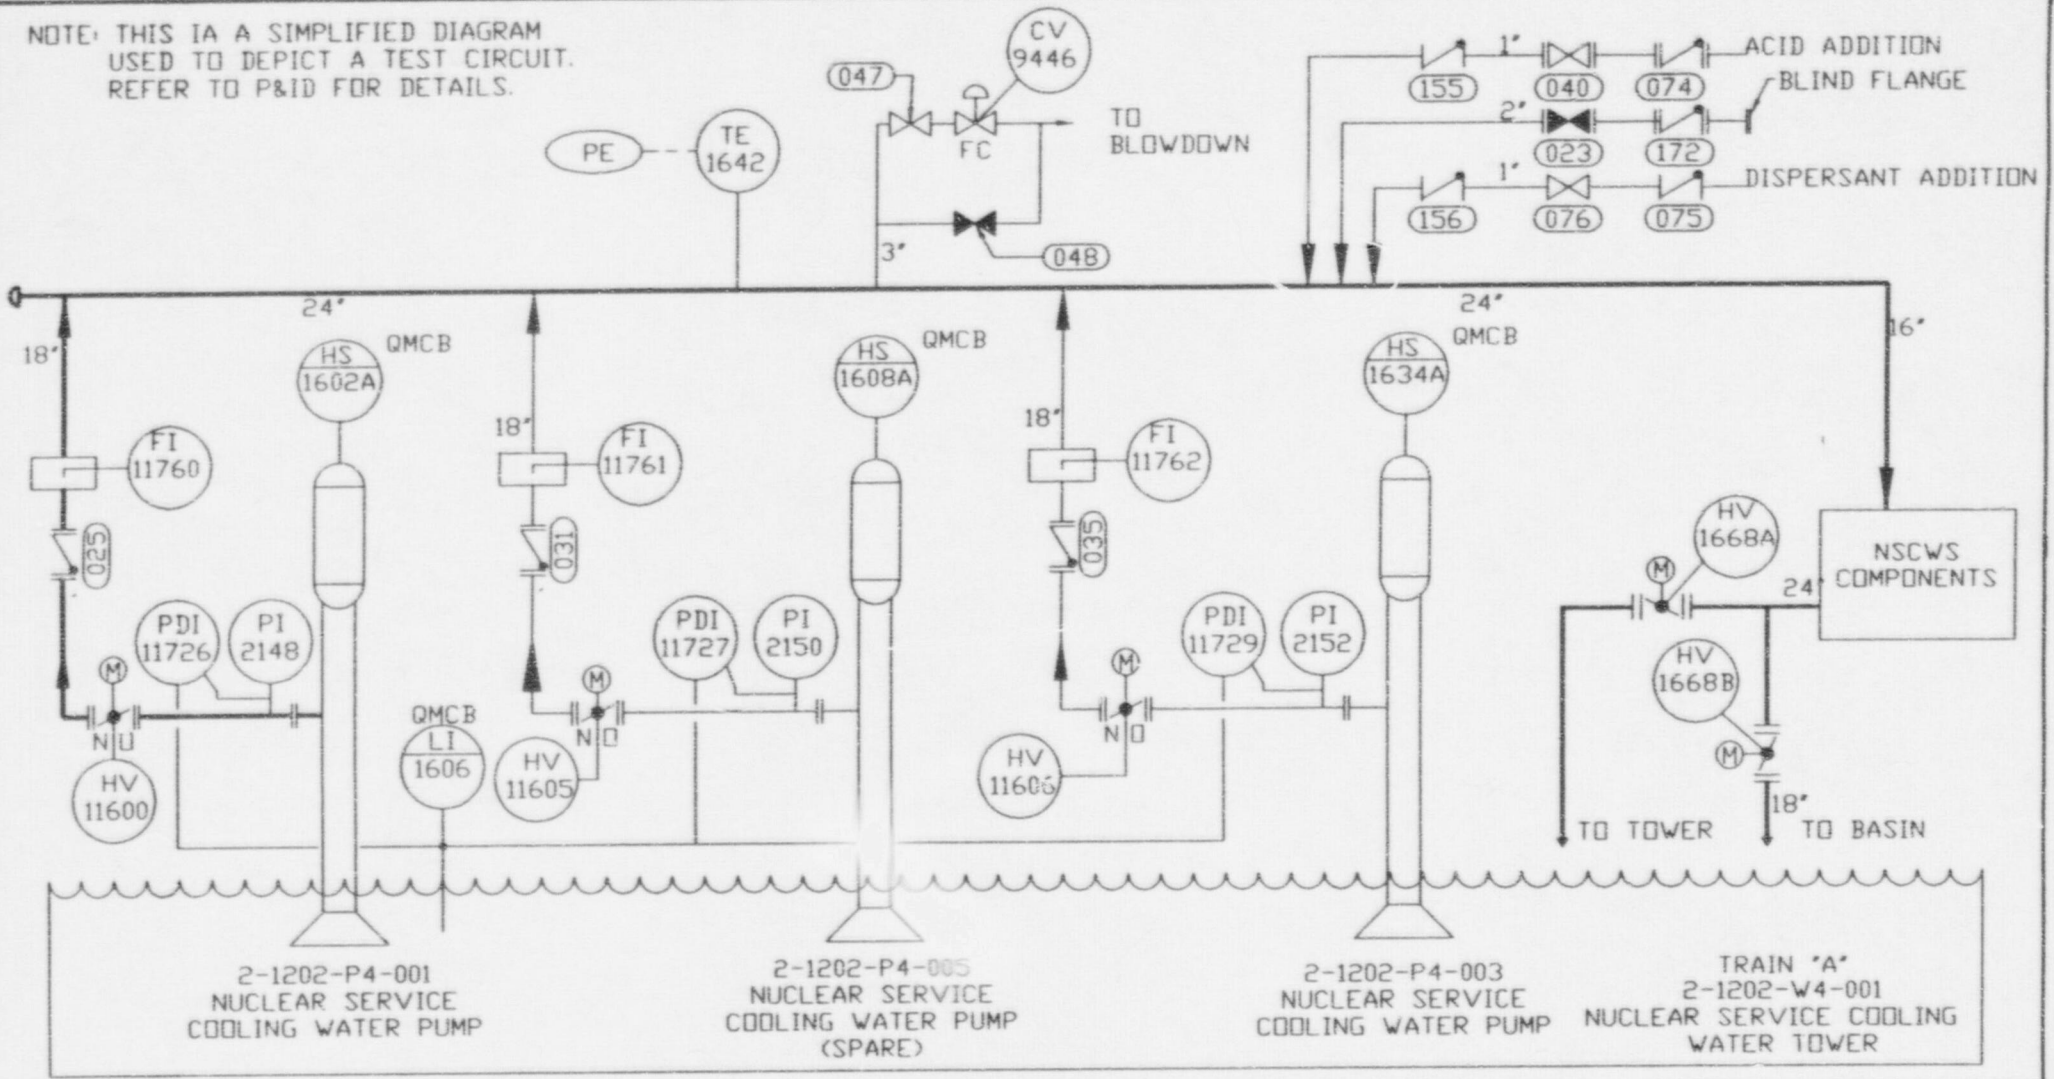 NOTE: THIS IA A SIMPLIFIED DIAGRAM
USED TO DEPICT A TEST CIRCUIT.
REFER TO P&ID FOR DETAILS.
PE
TE
1642
047
CV
9446
FC
TO
BLOWDOWN
048
3"
155
1"
040
074
ACID ADDITION
BLIND FLANGE
2"
023
172
1"
156
076
075
DISPERSANT ADDITION
24"
24"
16"
18"
HS
1602A
QMCB
FI
11760
025
PDI
11726
PI
2148
M
N O
HV
11600
18"
HS
1608A
QMCB
FI
11761
031
PDI
11727
PI
2150
M
N O
HV
11605
QMCB
LI
1606
18"
HS
1634A
QMCB
FI
11762
035
PDI
11729
PI
2152
M
N O
HV
11606
HV
1668A
M
24"
NSCWS
COMPONENTS
HV
1668B
M
18"
TO TOWER
TO BASIN
2-1202-P4-001
NUCLEAR SERVICE
COOLING WATER PUMP
2-1202-P4-005
NUCLEAR SERVICE
COOLING WATER PUMP
(SPARE)
2-1202-P4-003
NUCLEAR SERVICE
COOLING WATER PUMP
TRAIN "A"
2-1202-W4-001
NUCLEAR SERVICE COOLING
WATER TOWER